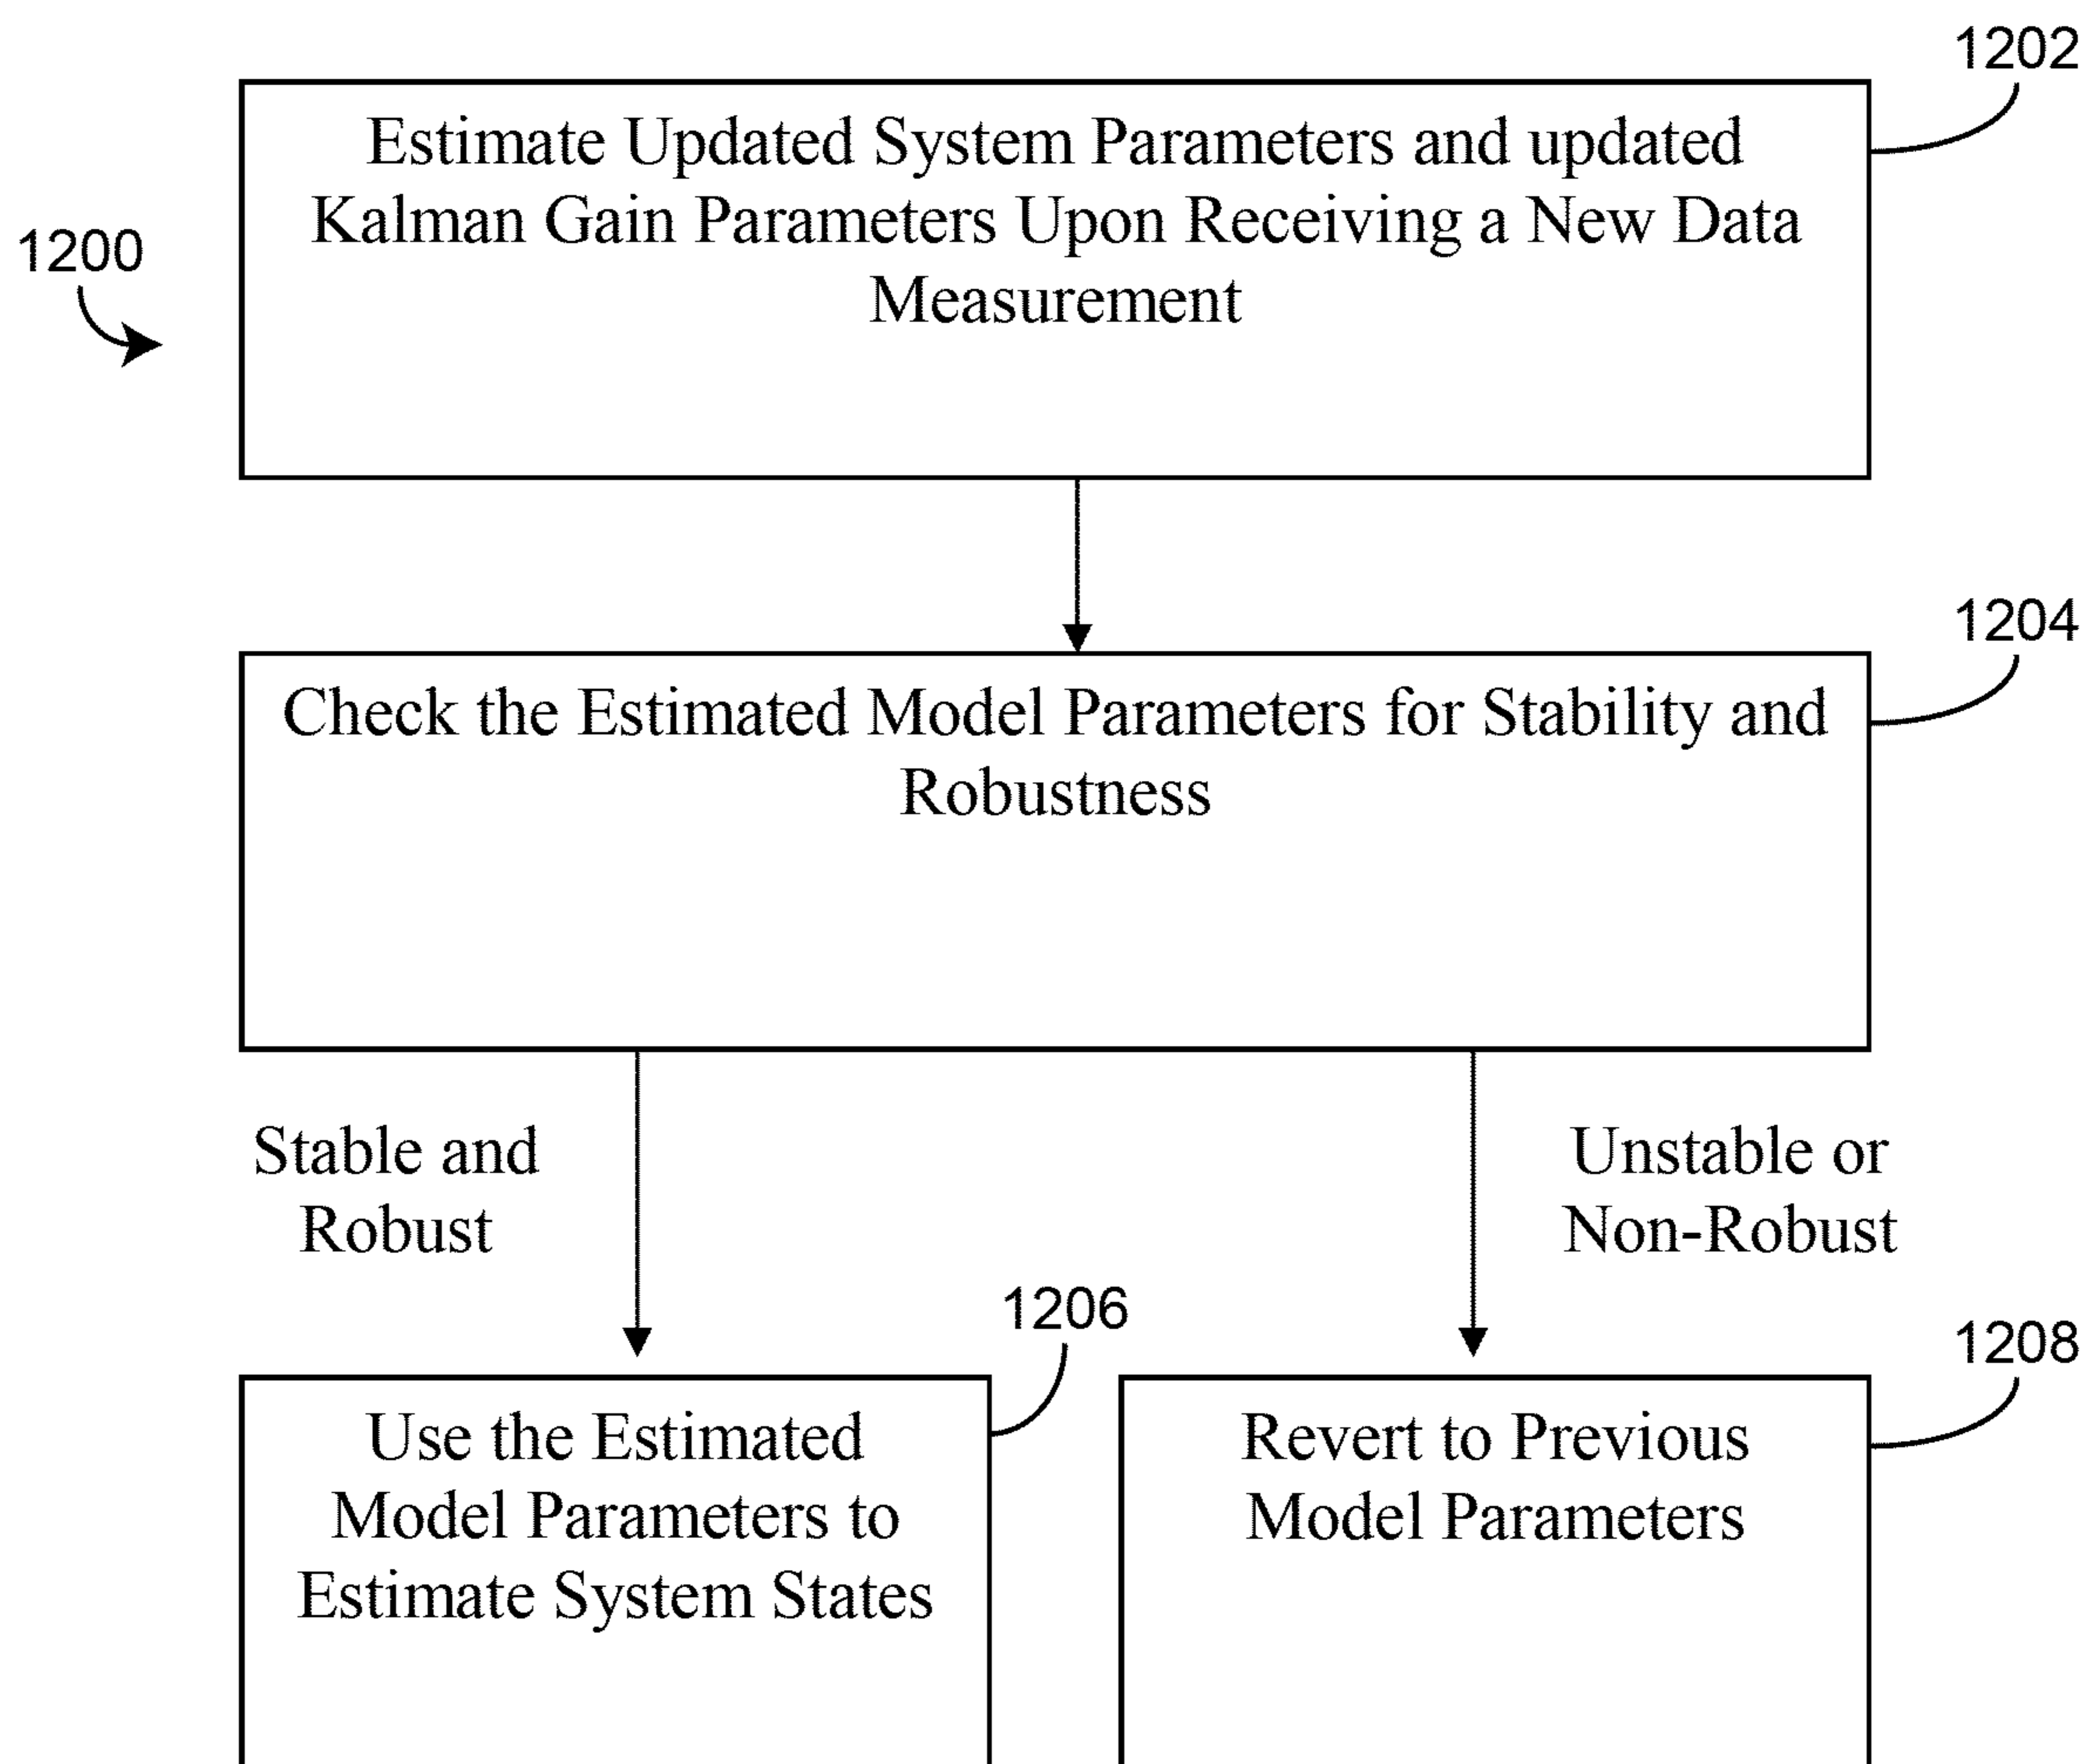 1202
Estimate Updated System Parameters and updated
Kalman Gain Parameters Upon Receiving a New Data
Measurement
1200
1204
Check the Estimated Model Parameters for Stability and
Robustness
Stable and
Robust
Unstable or
Non-Robust
1206
1208
Use the Estimated
Model Parameters to
Estimate System States
Revert to Previous
Model Parameters